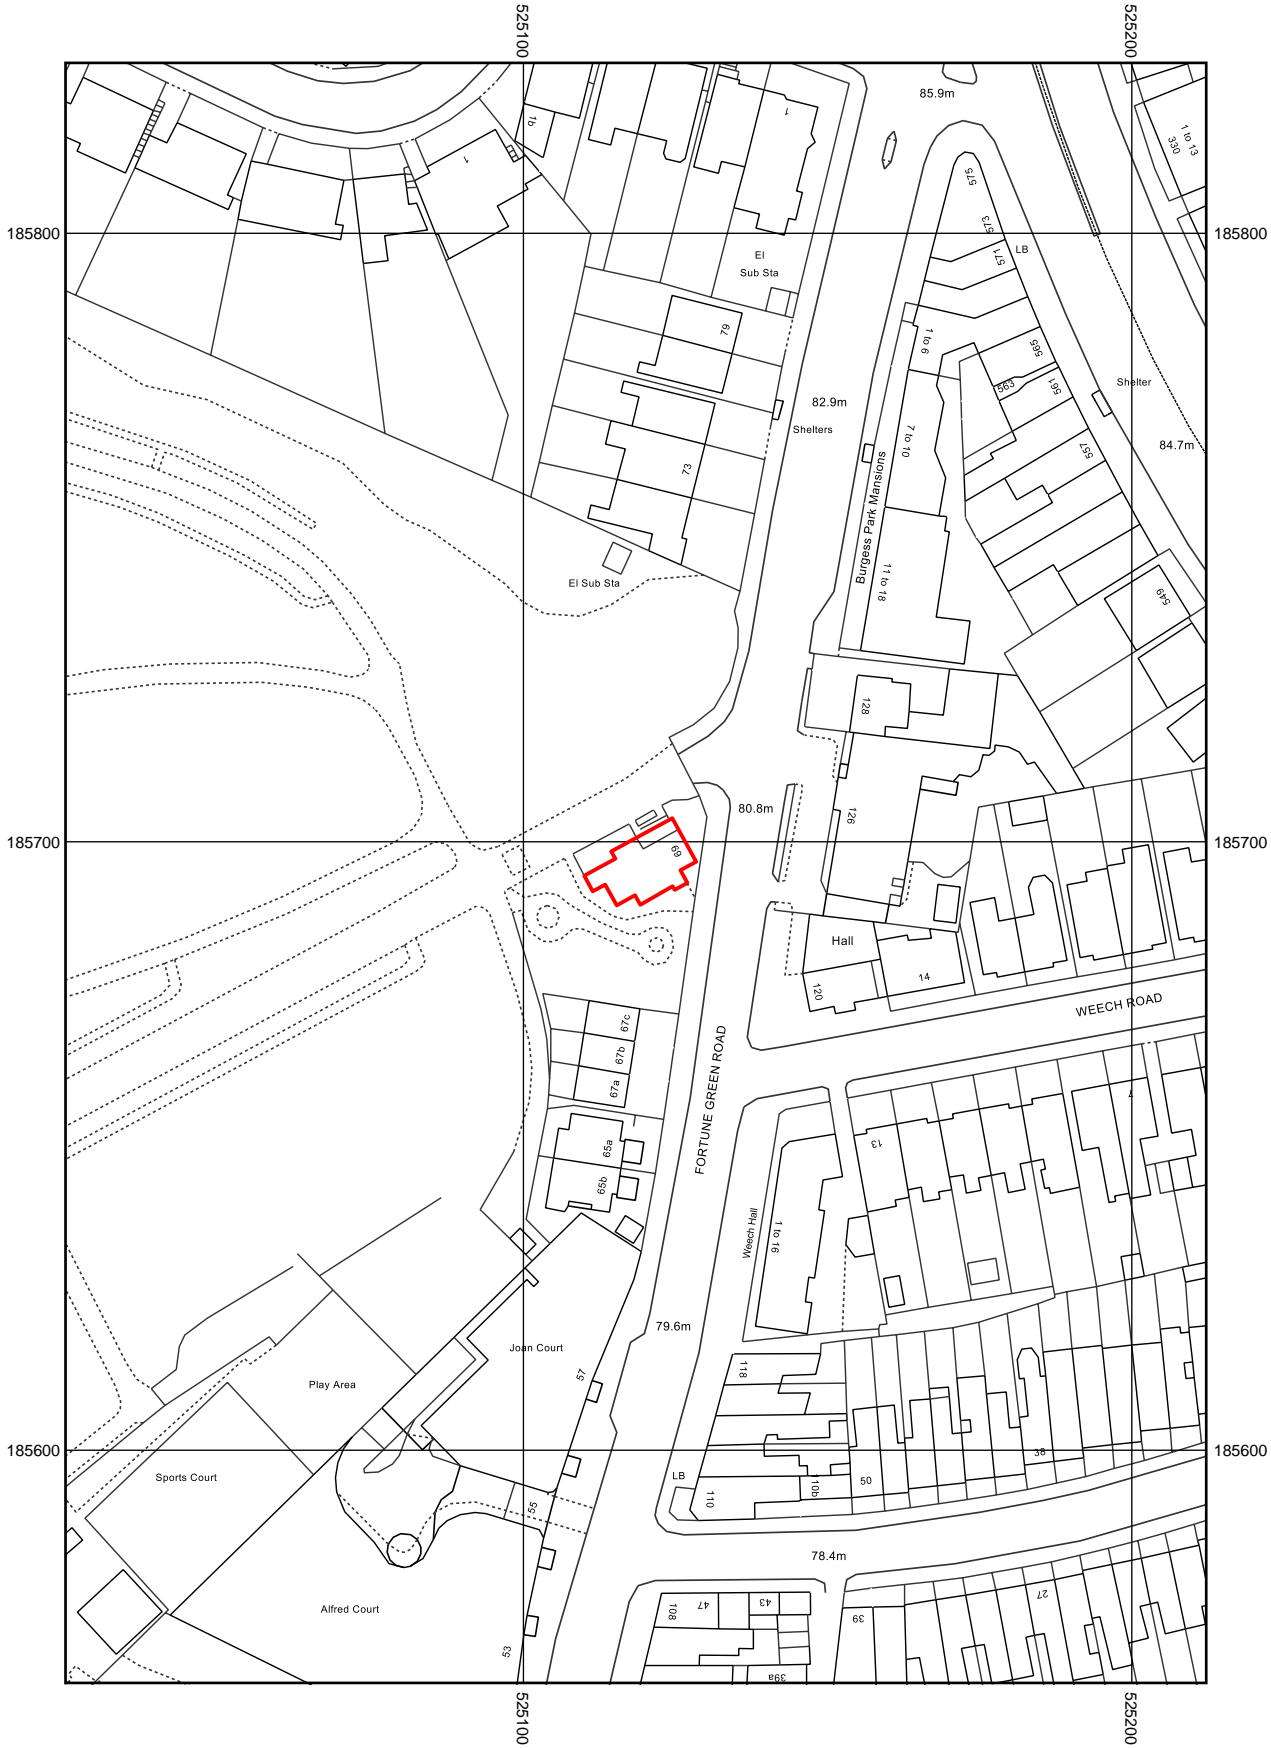 525100
525200
85.9m
1b
1
1
1 to 13
330
575
573
571
LB
185800
185800
El
Sub Sta
79
1 to 6
565
563
561
Shelter
82.9m
Shelters
84.7m
7 to 10
557
73
Burgess Park Mansions
11 to 18
El Sub Sta
549
128
80.8m
126
185700
185700
69
Hall
14
120
WEECH ROAD
67c
67b
67a
FORTUNE GREEN ROAD
65a
65b
13
Weech Hall
1 to 16
79.6m
Joan Court
57
118
Play Area
185600
185600
38
50
110b
110
LB
Sports Court
55
78.4m
Alfred Court
53
108
47
43
39
27
39a
525100
525200